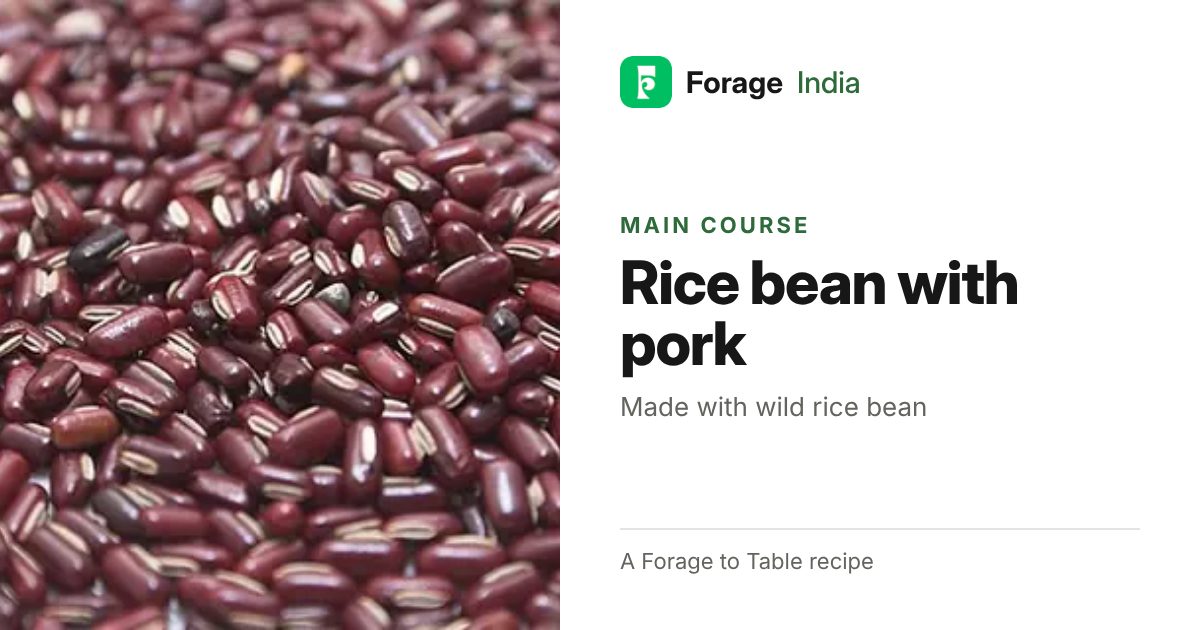 Forage India
MAIN COURSE
Rice bean with
pork
Made with wild rice bean
A Forage to Table recipe